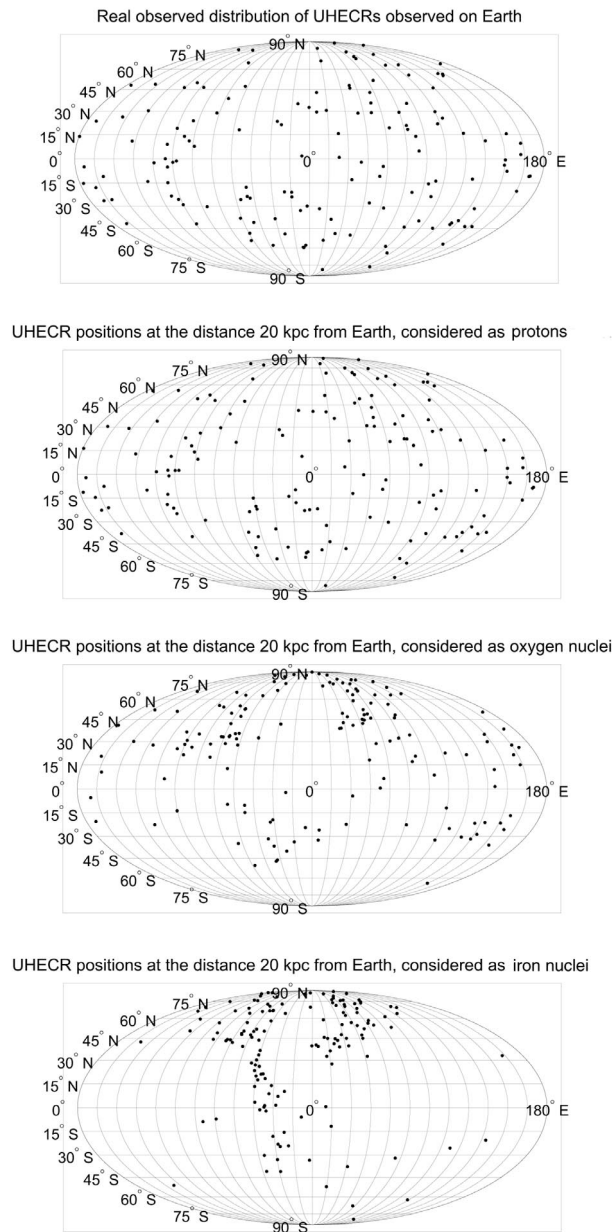 Real observed distribution of UHECRs observed on Earth
90° N
75° N
60° N
45° N
30° N
15° N
0° 0° 180° E
15° S
30° S
45° S
60° S
75° S
90° S
UHECR positions at the distance 20 kpc from Earth, considered as protons
90° N
75° N
60° N
45° N
30° N
15° N
0° 0° 180° E
15° S
30° S
45° S
60° S
75° S
90° S
UHECR positions at the distance 20 kpc from Earth, considered as oxygen nuclei
90° N
75° N
60° N
45° N
30° N
15° N
0° 0° 180° E
15° S
30° S
45° S
60° S
75° S
90° S
UHECR positions at the distance 20 kpc from Earth, considered as iron nuclei
90° N
75° N
60° N
45° N
30° N
15° N
0° 0° 180° E
15° S
30° S
45° S
60° S
75° S
90° S